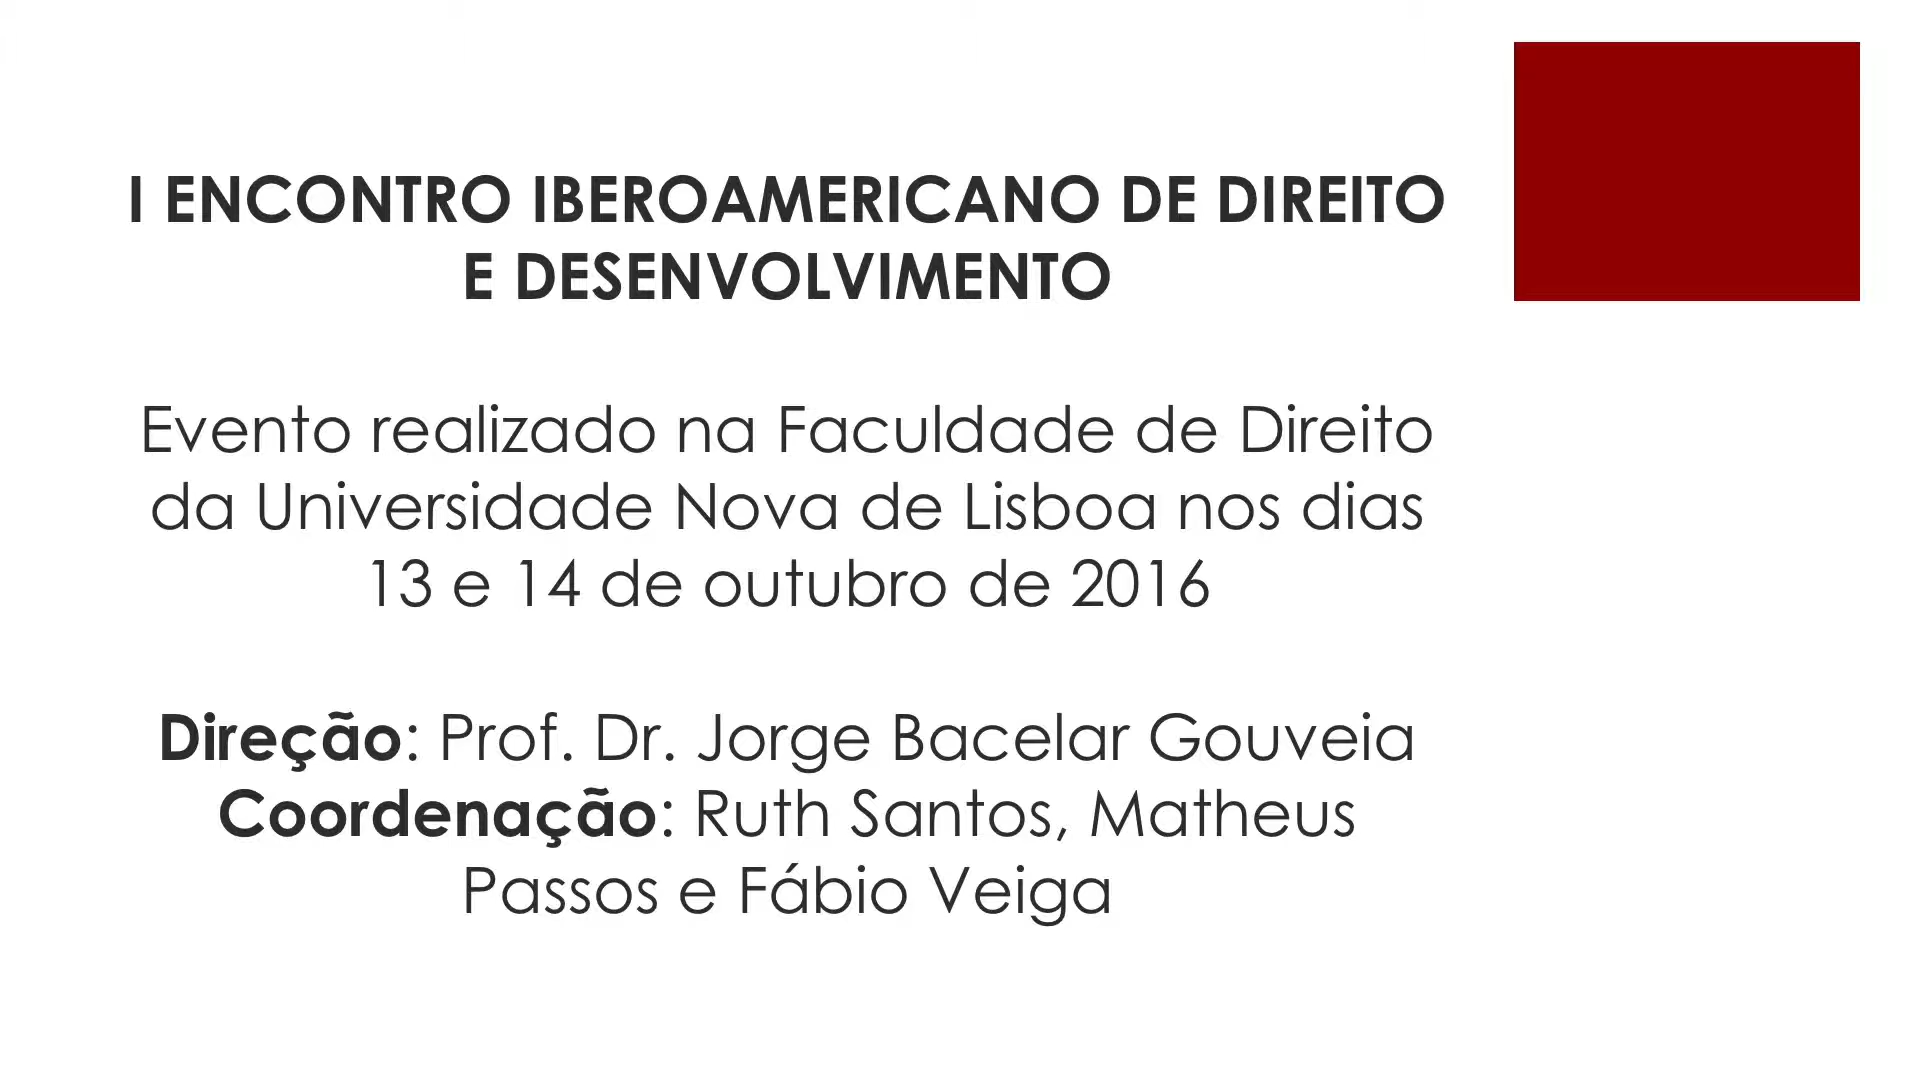 I ENCONTRO IBEROAMERICANO DE DIREITO
E DESENVOLVIMENTO
Evento realizado na Faculdade de Direito
da Universidade Nova de Lisboa nos dias
13 e 14 de outubro de 2016
Direção: Prof. Dr. Jorge Bacelar Gouveia
Coordenação: Ruth Santos, Matheus
Passos e Fábio Veiga